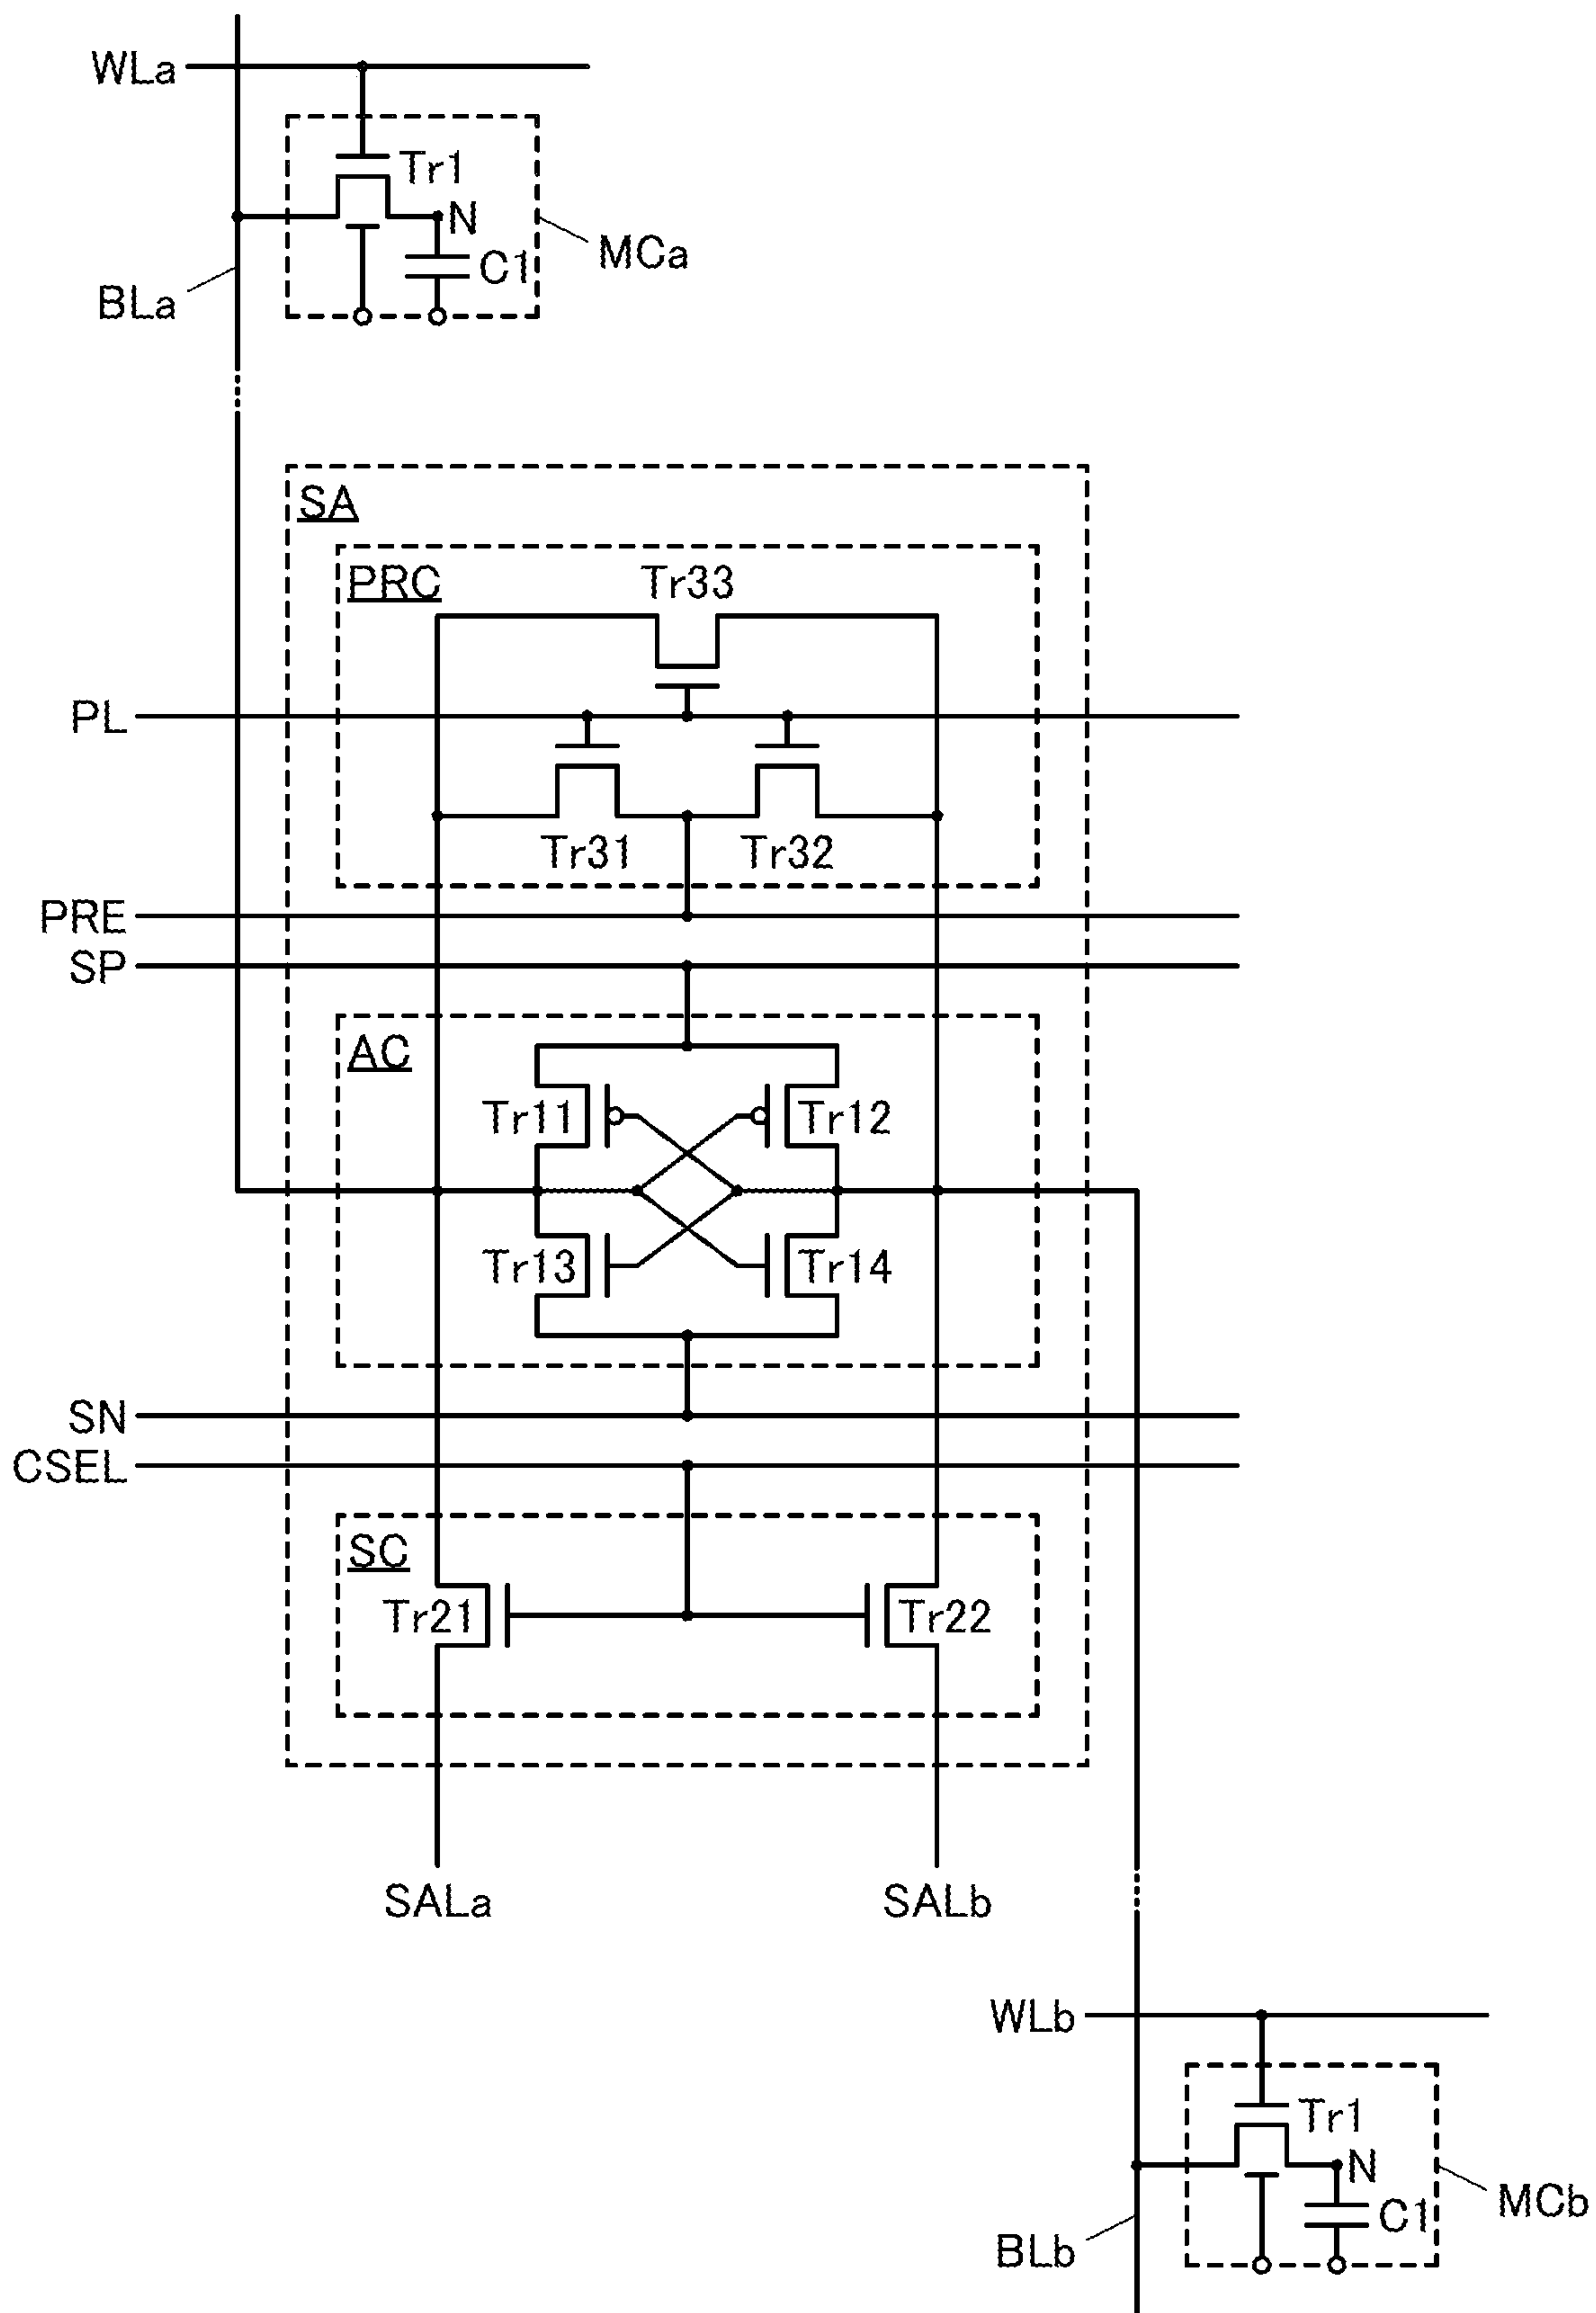 WLa
Tr1
N
C1
MCa
BLa
SA
PRC
Tr33
PL
Tr31
Tr32
PRE
SP
AC
Tr11
Tr12
Tr13
Tr14
SN
CSEL
SC
Tr21
Tr22
SALa
SALb
WLb
Tr1
N
C1
MCb
BLb